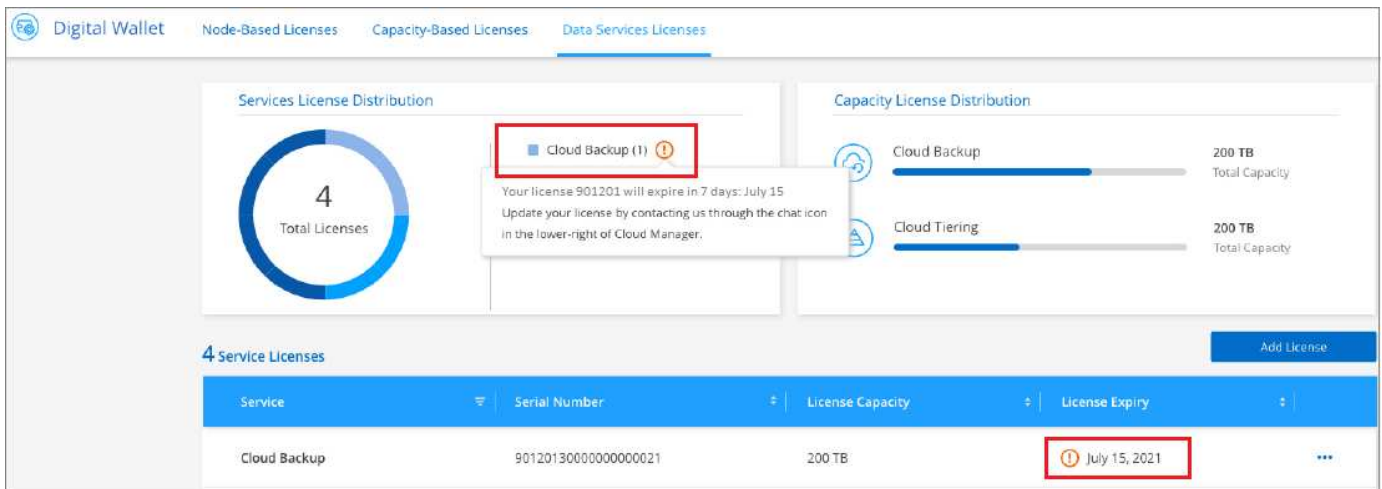 Digital Wallet
Node-Based Licenses
Capacity-Based Licenses
Data Services Licenses
Services License Distribution
4
Total Licenses
Cloud Backup (1)
Your license 901201 will expire in 7 days: July 15
Update your license by contacting us through the chat icon
in the lower-right of Cloud Manager.
Capacity License Distribution
Cloud Backup
200 TB
Total Capacity
Cloud Tiering
200 TB
Total Capacity
4 Service Licenses
Add License
Service
Serial Number
License Capacity
License Expiry
Cloud Backup
90120130000000000021
200 TB
July 15, 2021